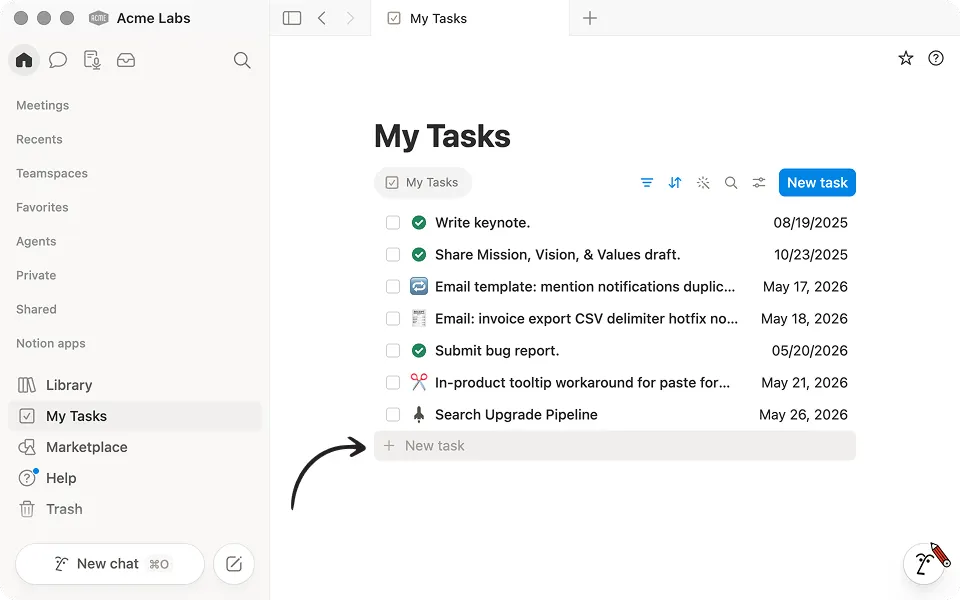 ACME Acme Labs
My Tasks
Meetings
Recents
Teamspaces
Favorites
Agents
Private
Shared
Notion apps
Library
My Tasks
Marketplace
Help
Trash
New chat ⌘O
My Tasks
My Tasks
New task
Write keynote. 08/19/2025
Share Mission, Vision, & Values draft. 10/23/2025
Email template: mention notifications duplic... May 17, 2026
Email: invoice export CSV delimiter hotfix no... May 18, 2026
Submit bug report. 05/20/2026
In-product tooltip workaround for paste for... May 21, 2026
Search Upgrade Pipeline May 26, 2026
+ New task